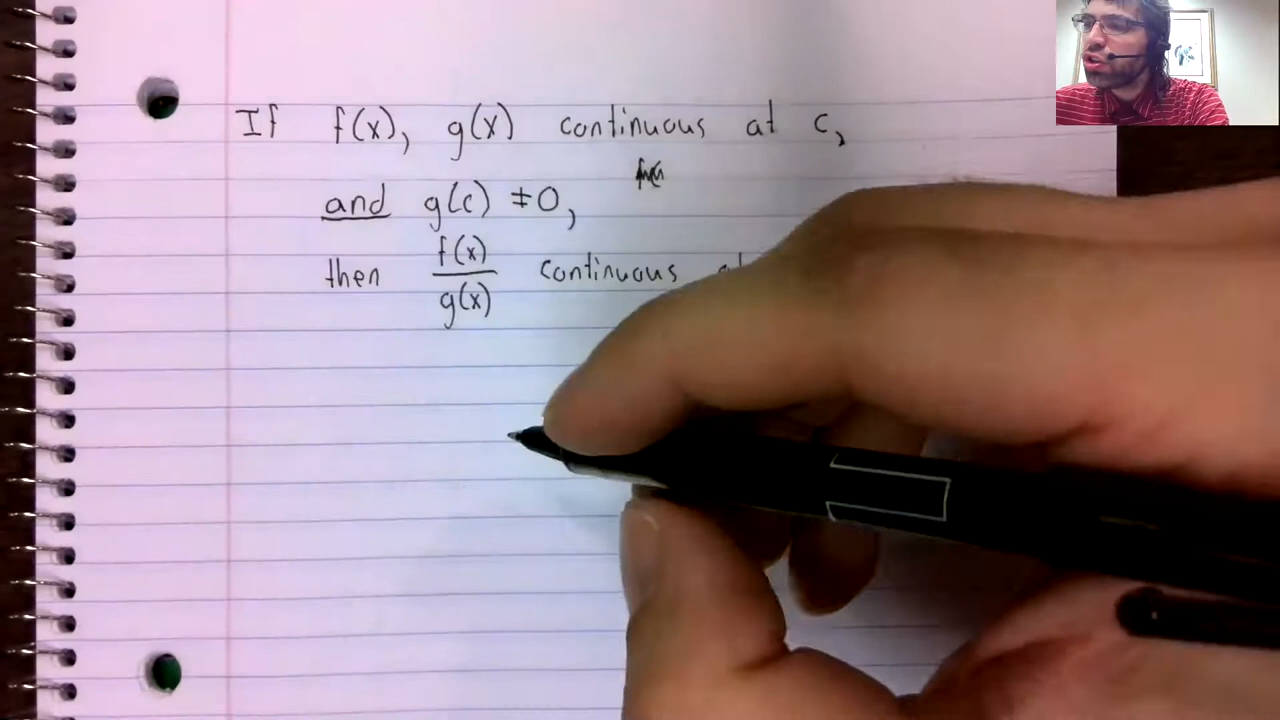 If f(x), g(x) continuous at c,
and g(c) ≠0,
then f(x)/g(x) continuous